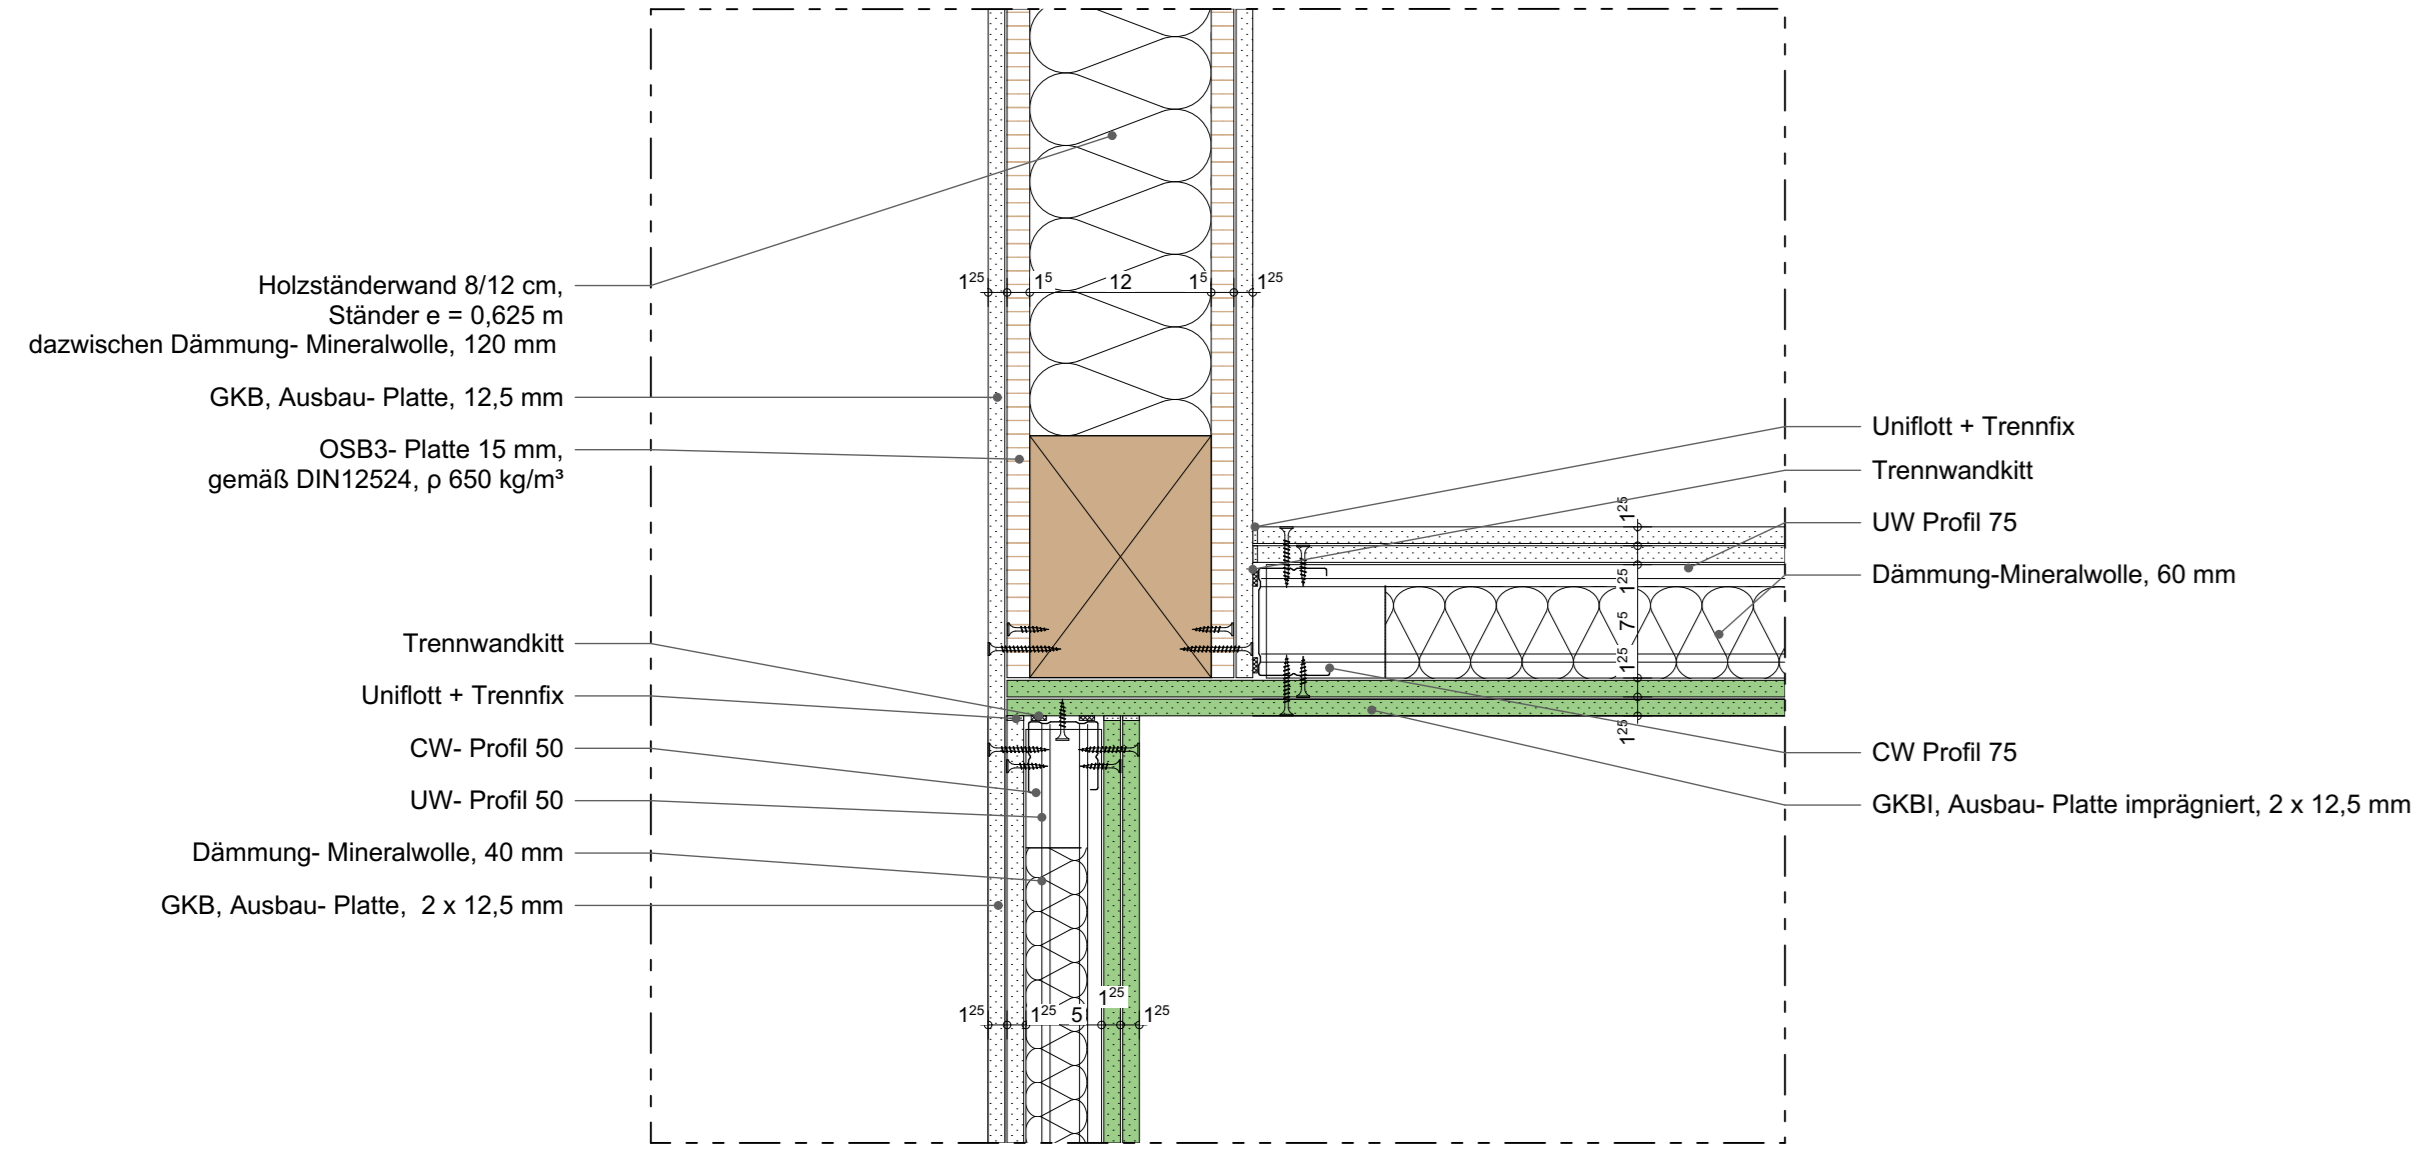 Holzständerwand 8/12 cm,
Ständer e = 0,625 m
dazwischen Dämmung- Mineralwolle, 120 mm
GKB, Ausbau- Platte, 12,5 mm
OSB3- Platte 15 mm,
gemäß DIN12524, ρ 650 kg/m³
Trennwandkitt
Uniflott + Trennfix
CW- Profil 50
UW- Profil 50
Dämmung- Mineralwolle, 40 mm
GKB, Ausbau- Platte,  2 x 12,5 mm
1²⁵ 1⁵ 12 1⁵ 1²⁵
1²⁵
1²⁵
7⁵
1²⁵
1²⁵
1²⁵ 1²⁵ 5 1²⁵ 1²⁵
Uniflott + Trennfix
Trennwandkitt
UW Profil 75
Dämmung-Mineralwolle, 60 mm
CW Profil 75
GKBI, Ausbau- Platte imprägniert, 2 x 12,5 mm